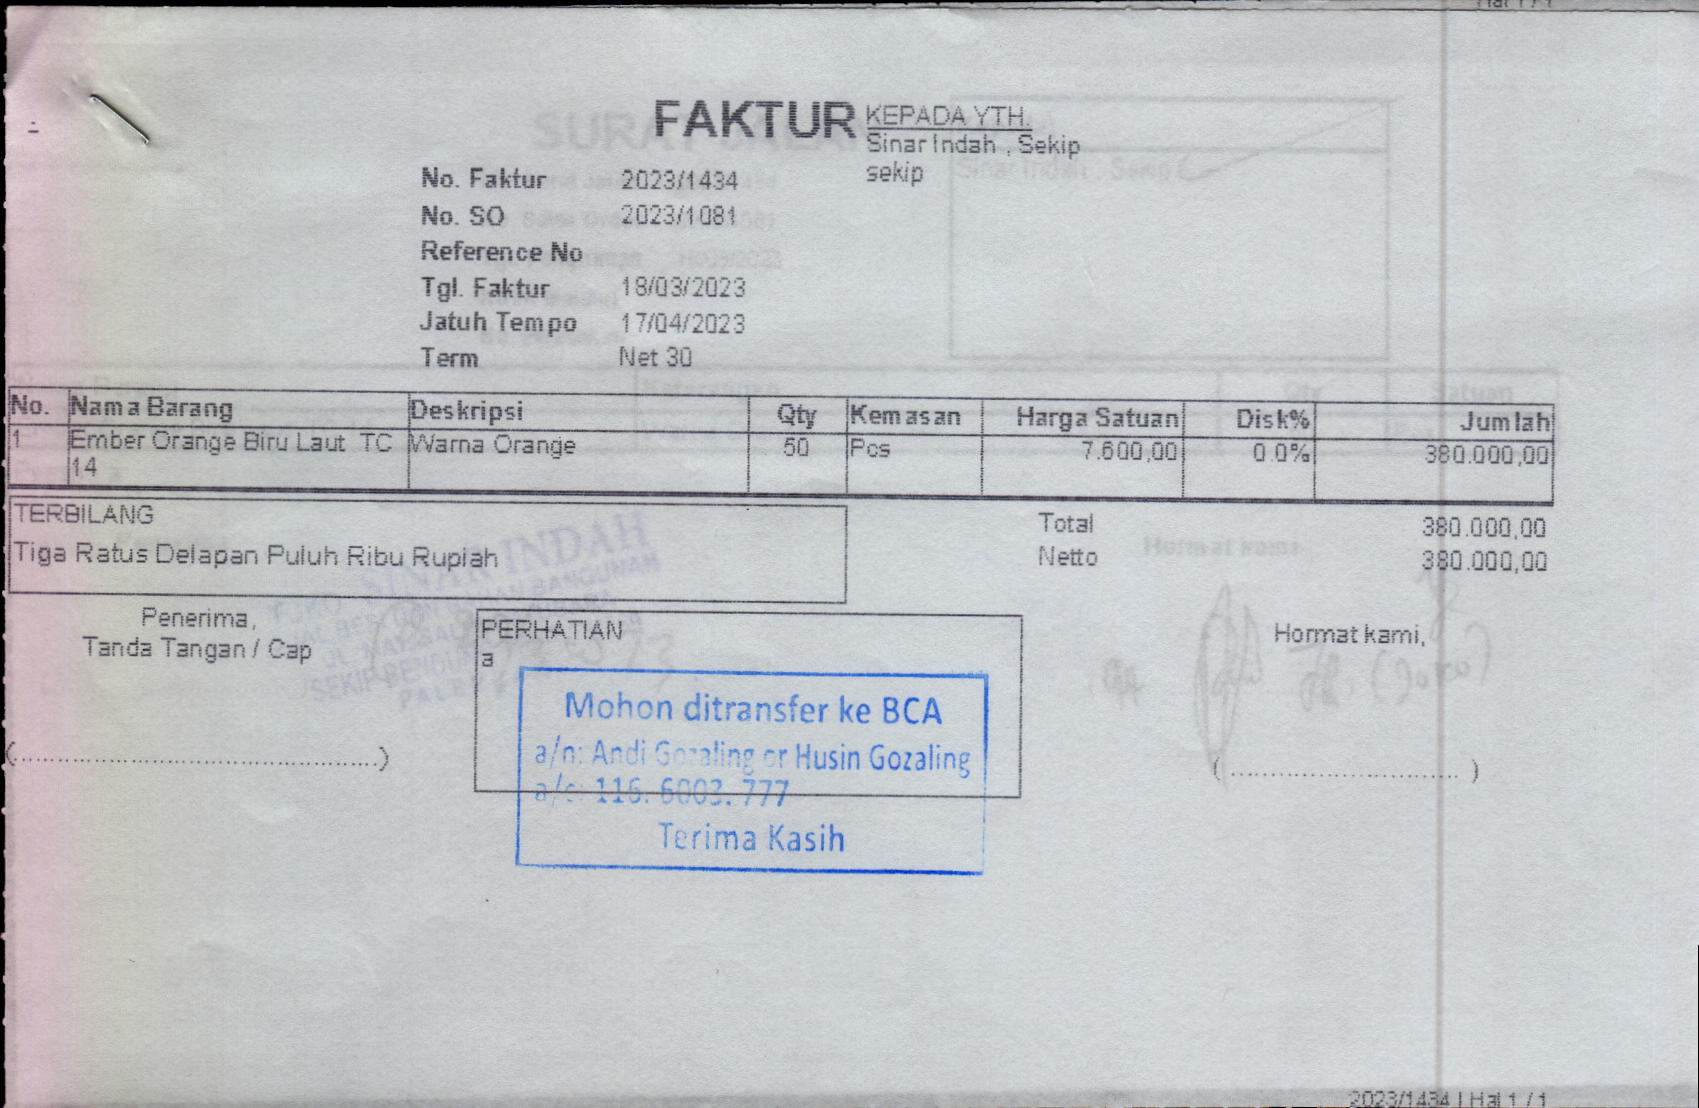 FAKTUR
KEPADA YTH.
Sinar Indah , Sekip
sekip
No. Faktur 2023/1434
No. SO 2023/1081
Reference No
Tgl. Faktur 18/03/2023
Jatuh Tempo 17/04/2023
Term Net 30
No. Nama Barang Deskripsi Qty Kemasan Harga Satuan Disk% Jumlah
1 Ember Orange Biru Laut TC Warna Orange 50 Pcs 7.600,00 0.0% 380.000,00
14
TERBILANG
Tiga Ratus Delapan Puluh Ribu Rupiah
Total 380.000,00
Netto 380.000,00
Penerima,
Tanda Tangan / Cap
PERHATIAN
a
Hormat kami,
Mohon ditransfer ke BCA
a/n: Andi Gozaling or Husin Gozaling
a/c: 116. 6003. 777
Terima Kasih
(................................................)
(................................)
2023/1434 | Hal 1 / 1